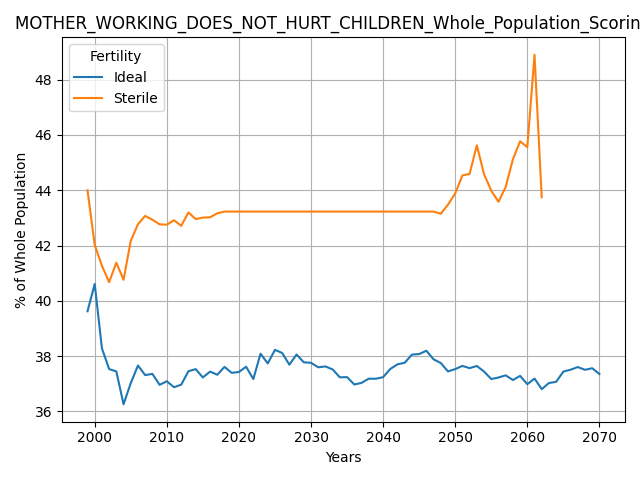 MOTHER_WORKING_DOES_NOT_HURT_CHILDREN_Whole_Population_Scorin
Fertility
Ideal
Sterile
% of Whole Population
48
46
44
42
40
38
36
2000
2010
2020
2030
2040
2050
2060
2070
Years